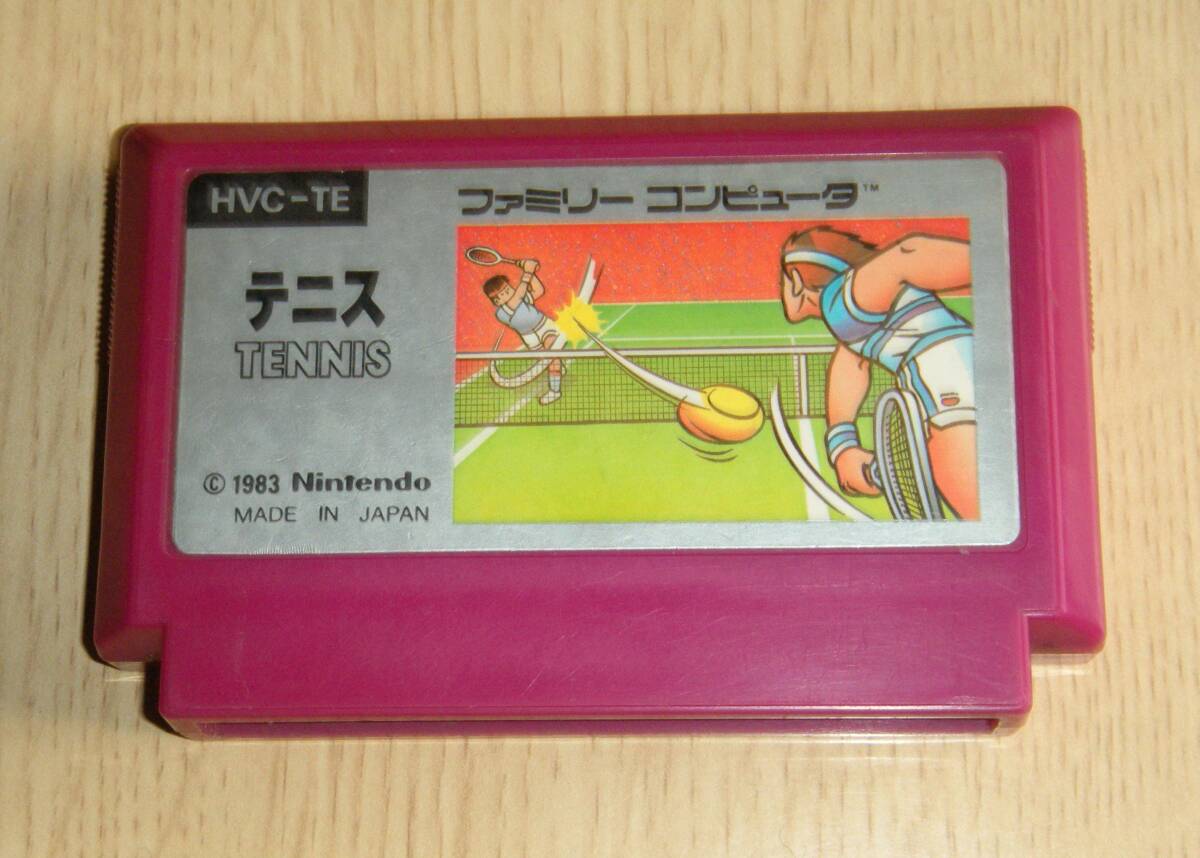 HVC-TE
ファミリー コンピュータ™
テニス
TENNIS
© 1983 Nintendo
MADE IN JAPAN